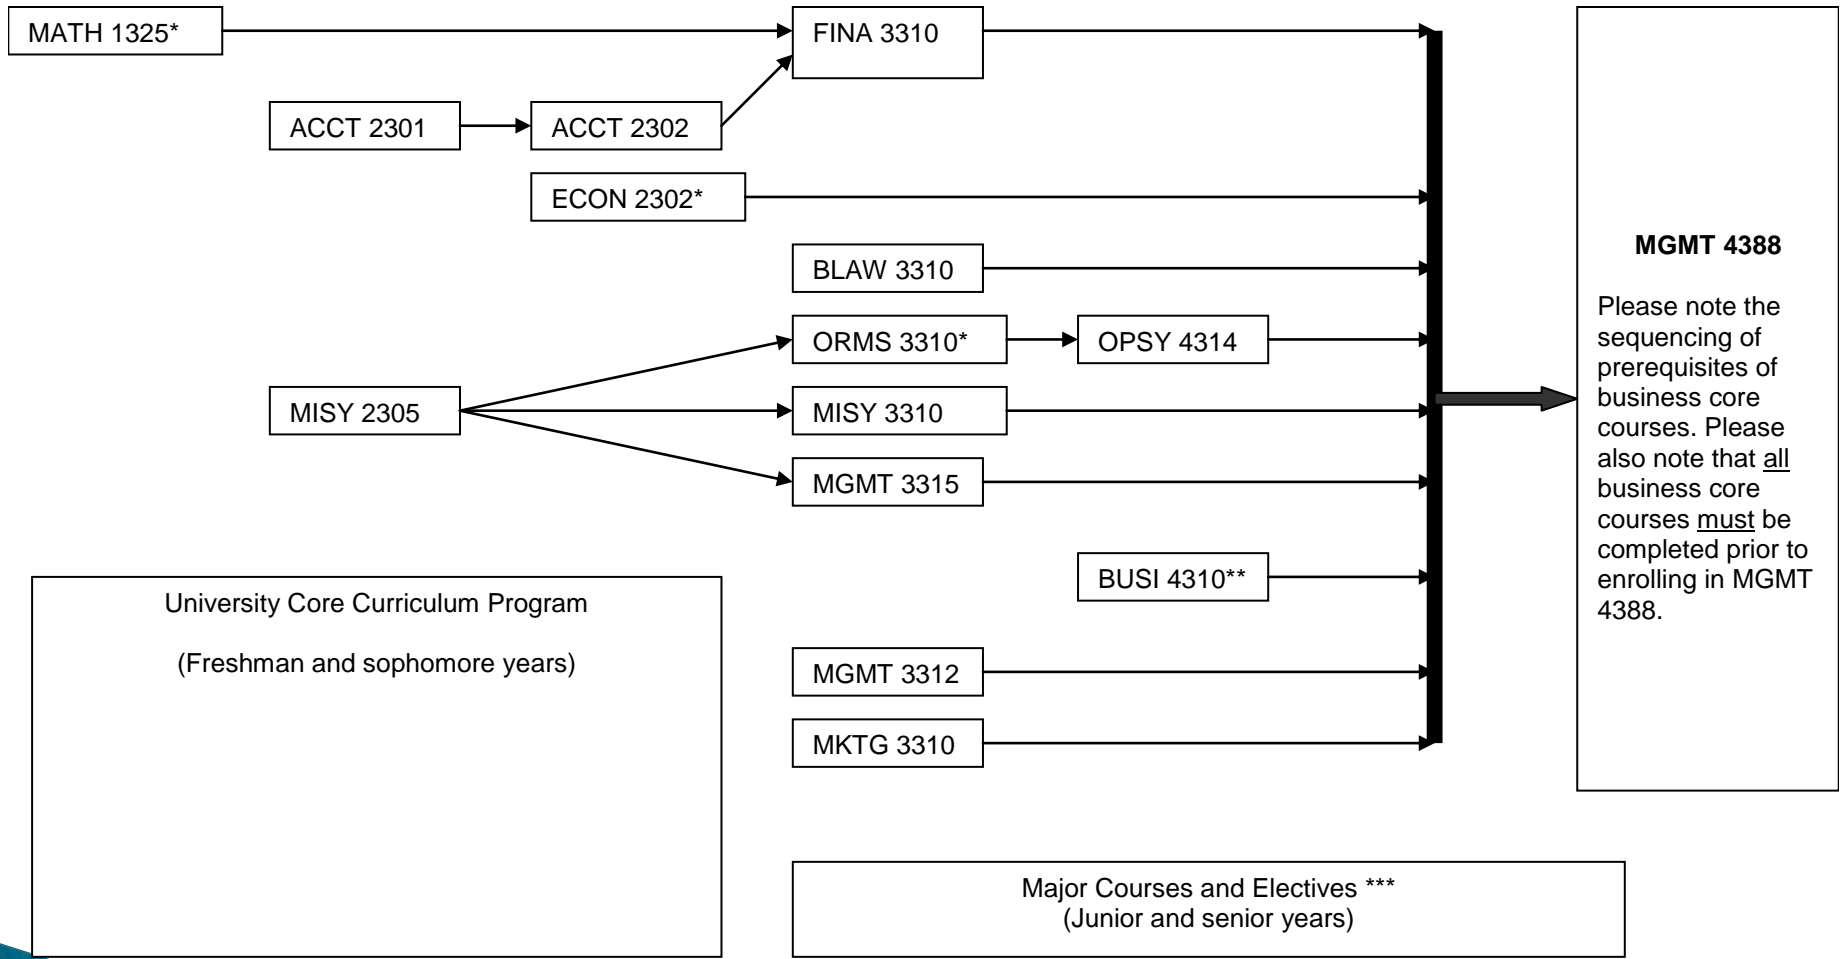 MATH 1325*
FINA 3310
ACCT 2301
ACCT 2302
ECON 2302*
BLAW 3310
ORMS 3310*
OPSY 4314
MISY 2305
MISY 3310
MGMT 3315
BUSI 4310**
MGMT 3312
MKTG 3310
MGMT 4388
Please note the
sequencing of
prerequisites of
business core
courses. Please
also note that all
business core
courses must be
completed prior to
enrolling in MGMT
4388.
University Core Curriculum Program
(Freshman and sophomore years)
Major Courses and Electives ***
(Junior and senior years)